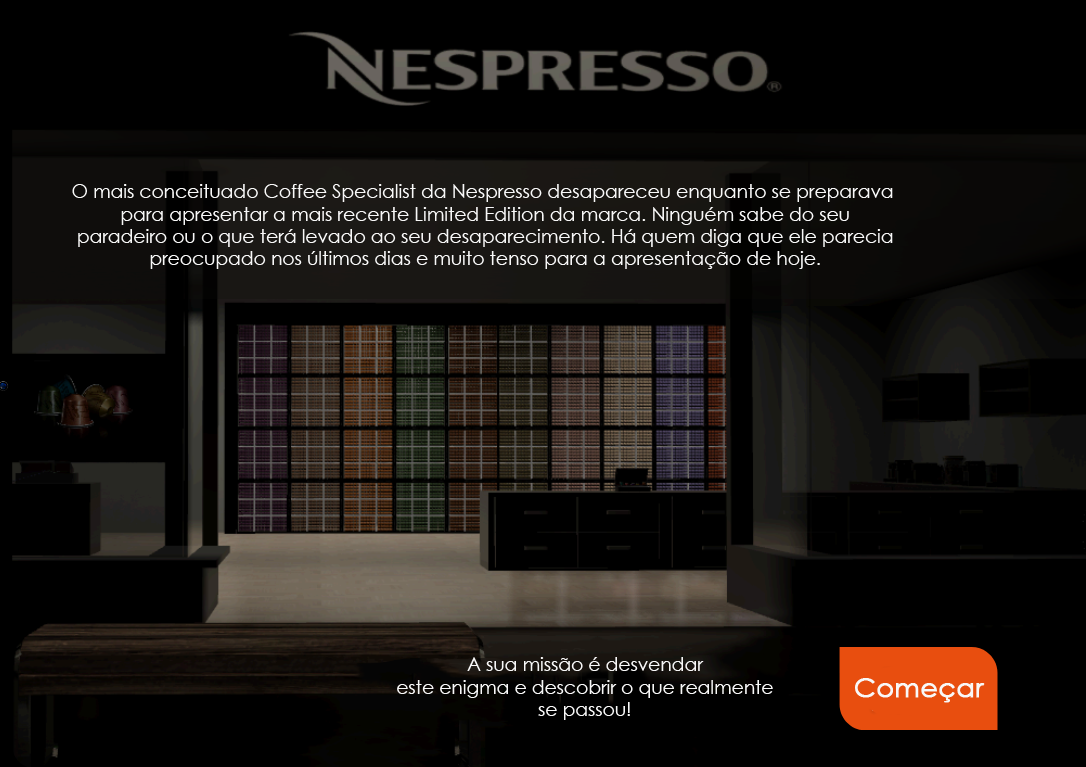 NESPRESSO®
O mais conceituado Coffee Specialist da Nespresso desapareceu enquanto se preparava
para apresentar a mais recente Limited Edition da marca. Ninguém sabe do seu
paradeiro ou o que terá levado ao seu desaparecimento. Há quem diga que ele parecia
preocupado nos últimos dias e muito tenso para a apresentação de hoje.
A sua missão é desvendar
este enigma e descobrir o que realmente
se passou!
Começar